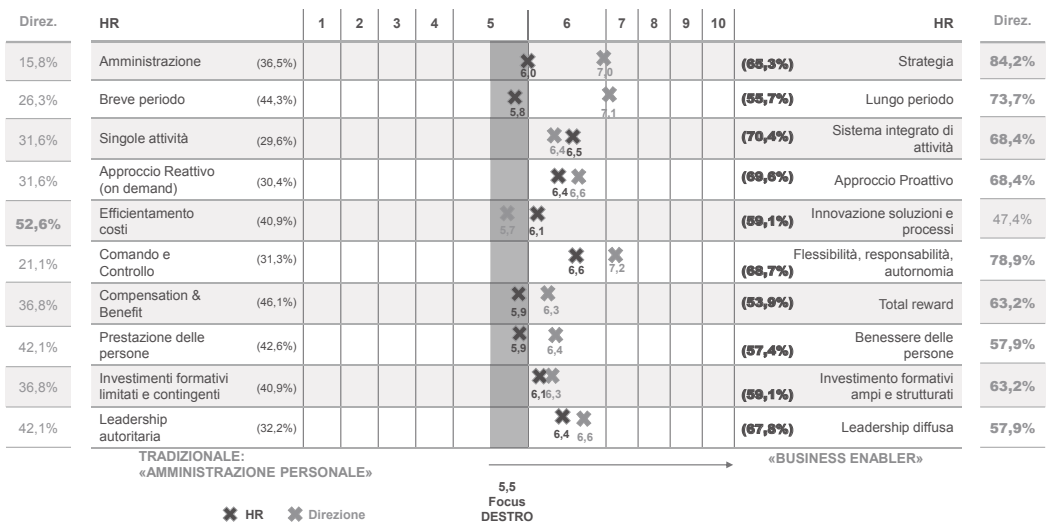 Direz. HR 1 2 3 4 5 6 7 8 9 10 HR Direz.
15,8% Amministrazione (36,5%) 6,0 7,0 (65,3%) Strategia 84,2%
26,3% Breve periodo (44,3%) 5,8 7,1 (55,7%) Lungo periodo 73,7%
31,6% Singole attività (29,6%) 6,4 6,5 (70,4%) Sistema integrato di
attività 68,4%
31,6% Approccio Reattivo
(on demand) (30,4%) 6,4 6,6 (69,6%) Approccio Proattivo 68,4%
52,6% Efficientamento
costi (40,9%) 5,7 6,1 (59,1%) Innovazione soluzioni e
processi 47,4%
21,1% Comando e
Controllo (31,3%) 6,6 7,2 (68,7%) Flessibilità, responsabilità,
autornomia 78,9%
36,8% Compensation &
Benefit (46,1%) 5,9 6,3 (53,9%) Total reward 63,2%
42,1% Prestazione delle
persone (42,6%) 5,9 6,4 (57,4%) Benessere delle
persone 57,9%
36,8% Investimenti formativi
limitati e contingenti (40,9%) 6,1 6,3 (59,1%) Investimento formativi
ampi e strutturati 63,2%
42,1% Leadership
autoritaria (32,2%) 6,4 6,6 (67,8%) Leadership diffusa 57,9%
TRADIZIONALE:
«AMMINISTRAZIONE PERSONALE»
«BUSINESS ENABLER»
5,5
Focus
DESTRO
HR Direzione